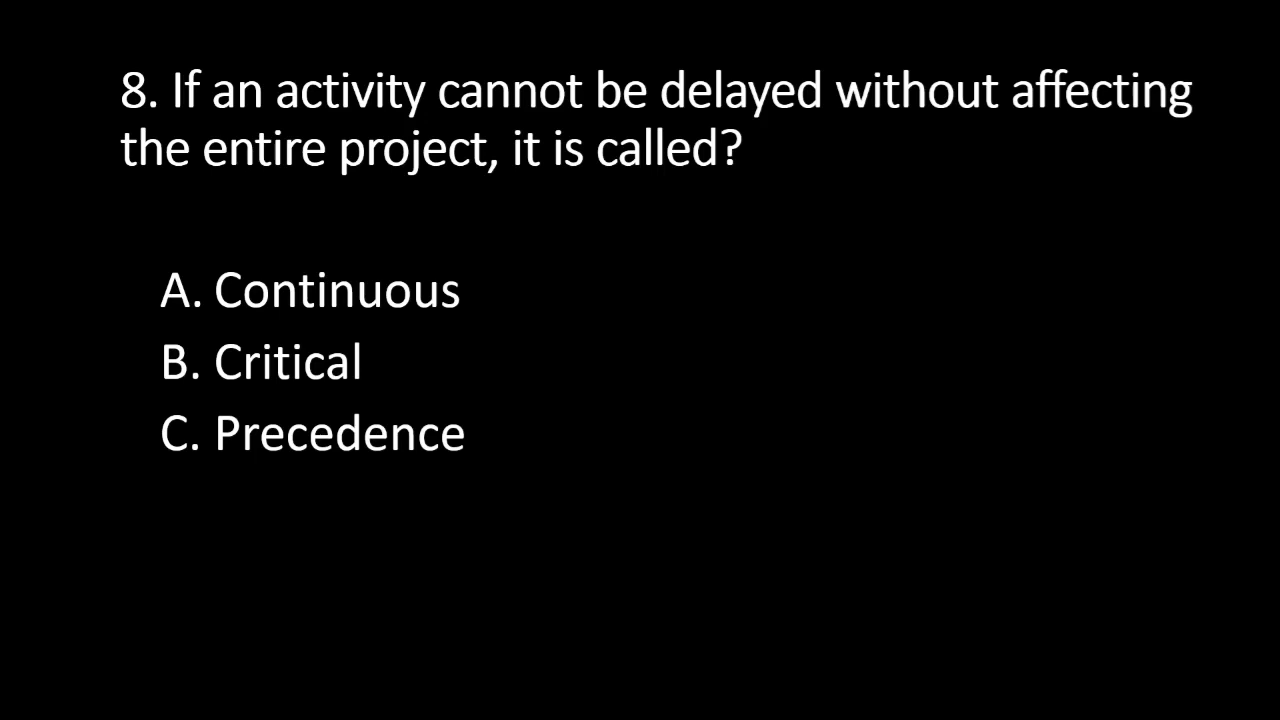 8. If an activity cannot be delayed without affecting
the entire project, it is called?
A. Continuous
B. Critical
C. Precedence